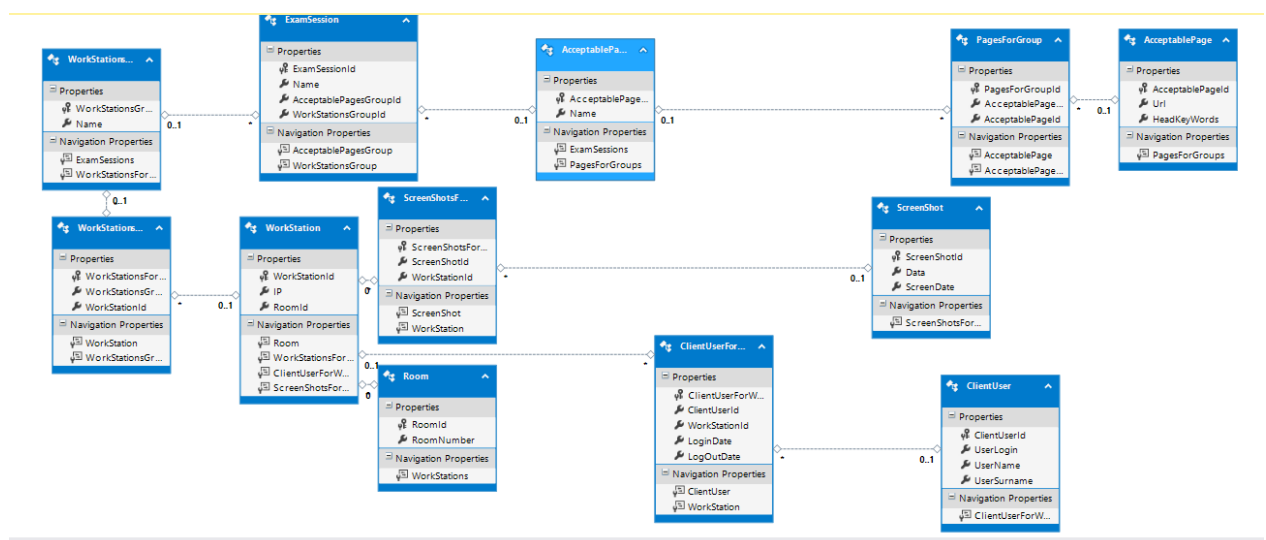 ExamSession
Properties
ExamSessionId
Name
AcceptablePagesGroupId
WorkStationsGroupId
Navigation Properties
AcceptablePagesGroup
WorkStationsGroup
WorkStations...
Properties
WorkStationsGr...
Name
Navigation Properties
ExamSessions
WorkStationsFor...
0..1
*
AcceptablePa...
Properties
AcceptablePage...
Name
Navigation Properties
ExamSessions
PagesForGroups
*
0..1
0..1
*
PagesForGroup
Properties
PagesForGroupId
AcceptablePage...
AcceptablePageId
Navigation Properties
AcceptablePage
AcceptablePage...
*
0..1
AcceptablePage
Properties
AcceptablePageId
Url
HeadKeyWords
Navigation Properties
PagesForGroups
0..1
WorkStations...
Properties
WorkStationsFor...
WorkStationsGr...
WorkStationId
Navigation Properties
WorkStation
WorkStationsGr...
*
0..1
WorkStation
Properties
WorkStationId
IP
RoomId
Navigation Properties
Room
WorkStationsFor...
ClientUserForW...
ScreenShotsFor...
ScreenShotsF...
Properties
ScreenShotsFor...
ScreenShotId
WorkStationId
Navigation Properties
ScreenShot
WorkStation
*
0..1
ScreenShot
Properties
ScreenShotId
Data
ScreenDate
Navigation Properties
ScreenShotsFor...
0..1
*
Room
Properties
RoomId
RoomNumber
Navigation Properties
WorkStations
ClientUserFor...
Properties
ClientUserForW...
ClientUserId
WorkStationId
LoginDate
LogOutDate
Navigation Properties
ClientUser
WorkStation
*
0..1
ClientUser
Properties
ClientUserId
UserLogin
UserName
UserSurname
Navigation Properties
ClientUserForW...